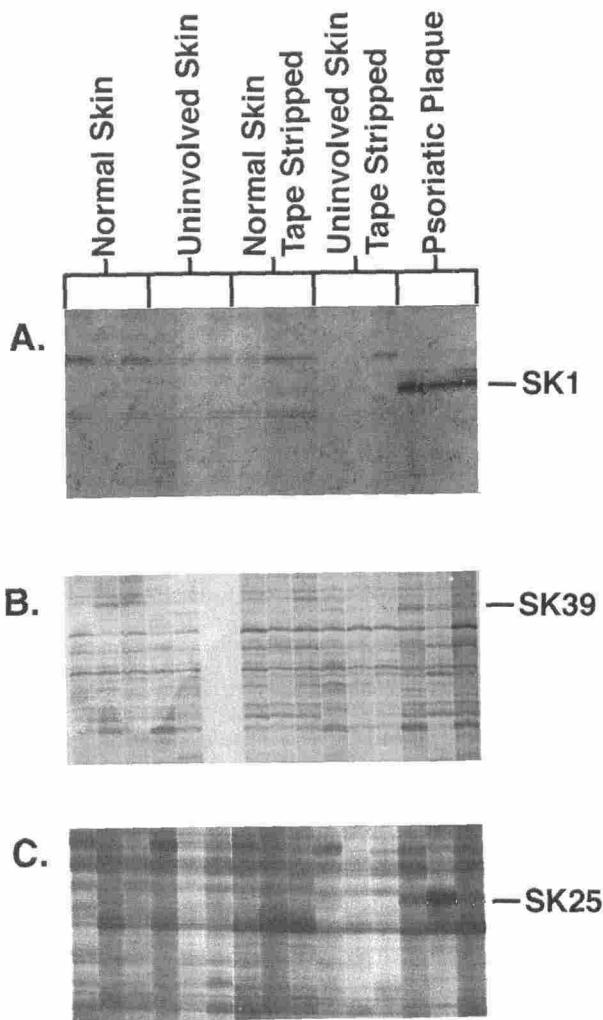 Normal Skin
Uninvolved Skin
Normal Skin
Tape Stripped
Uninvolved Skin
Tape Stripped
Psoriatic Plaque
A.
SK1
B.
SK39
C.
SK25